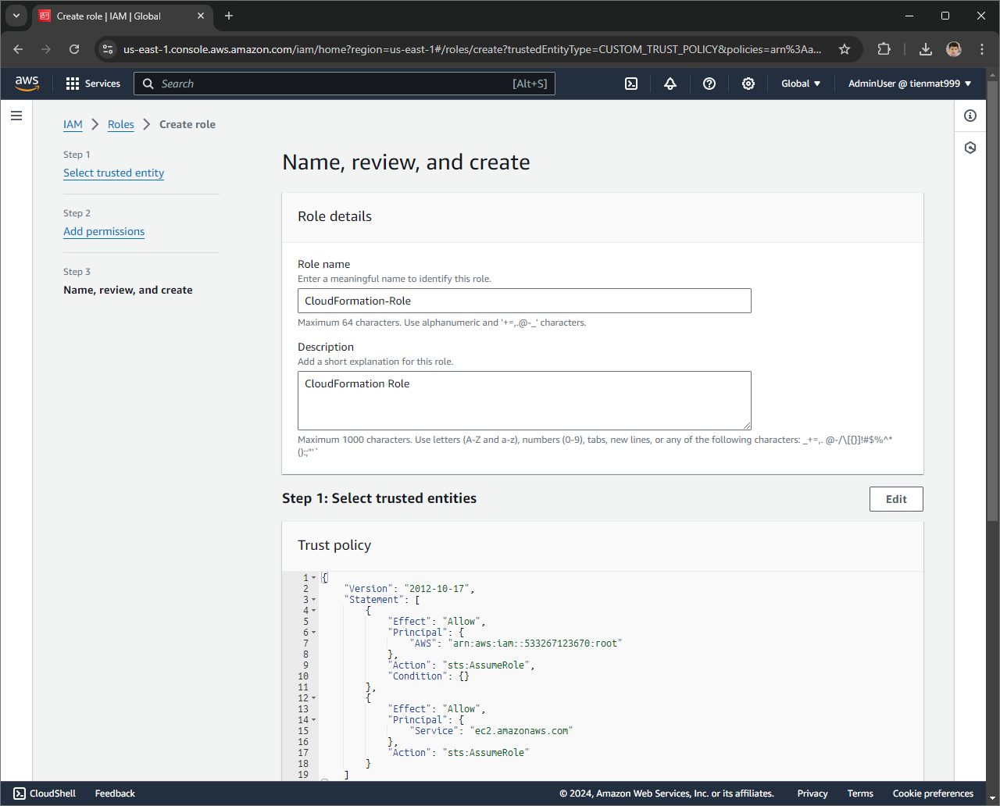 Create role | IAM | Global
us-east-1.console.aws.amazon.com/iam/home?region=us-east-1#/roles/create?trustedEntityType=CUSTOM_TRUST_POLICY&policies=arn%3Aa...
aws
Services
Search
[Alt+S]
Global
AdminUser @ tienmat999
IAM
Roles
Create role
Step 1
Select trusted entity
Step 2
Add permissions
Step 3
Name, review, and create
Name, review, and create
Role details
Role name
Enter a meaningful name to identify this role.
CloudFormation-Role
Maximum 64 characters. Use alphanumeric and '+=,.@-_' characters.
Description
Add a short explanation for this role.
CloudFormation Role
Maximum 1000 characters. Use letters (A-Z and a-z), numbers (0-9), tabs, new lines, or any of the following characters: _+=,. @-/\[{}]!#$%^*
();:"'`
Step 1: Select trusted entities
Edit
Trust policy
1 {
2 "Version": "2012-10-17",
3 "Statement": [
4 {
5 "Effect": "Allow",
6 "Principal": {
7 "AWS": "arn:aws:iam::533267123670:root"
8 },
9 "Action": "sts:AssumeRole",
10 "Condition": {}
11 },
12 {
13 "Effect": "Allow",
14 "Principal": {
15 "Service": "ec2.amazonaws.com"
16 },
17 "Action": "sts:AssumeRole"
18 }
19 ]
CloudShell
Feedback
© 2024, Amazon Web Services, Inc. or its affiliates.
Privacy
Terms
Cookie preferences